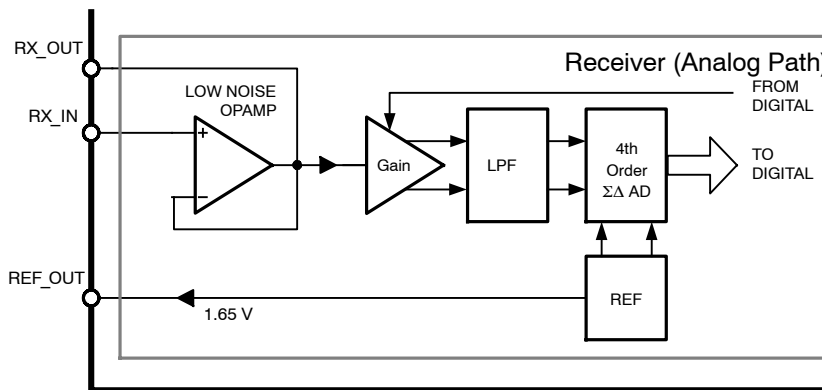 RX_OUT
Receiver (Analog Path)
LOW NOISE
OPAMP
FROM
DIGITAL
RX_IN
+
−
Gain
LPF
4th
Order
ΣΔ AD
TO
DIGITAL
REF_OUT
1.65 V
REF